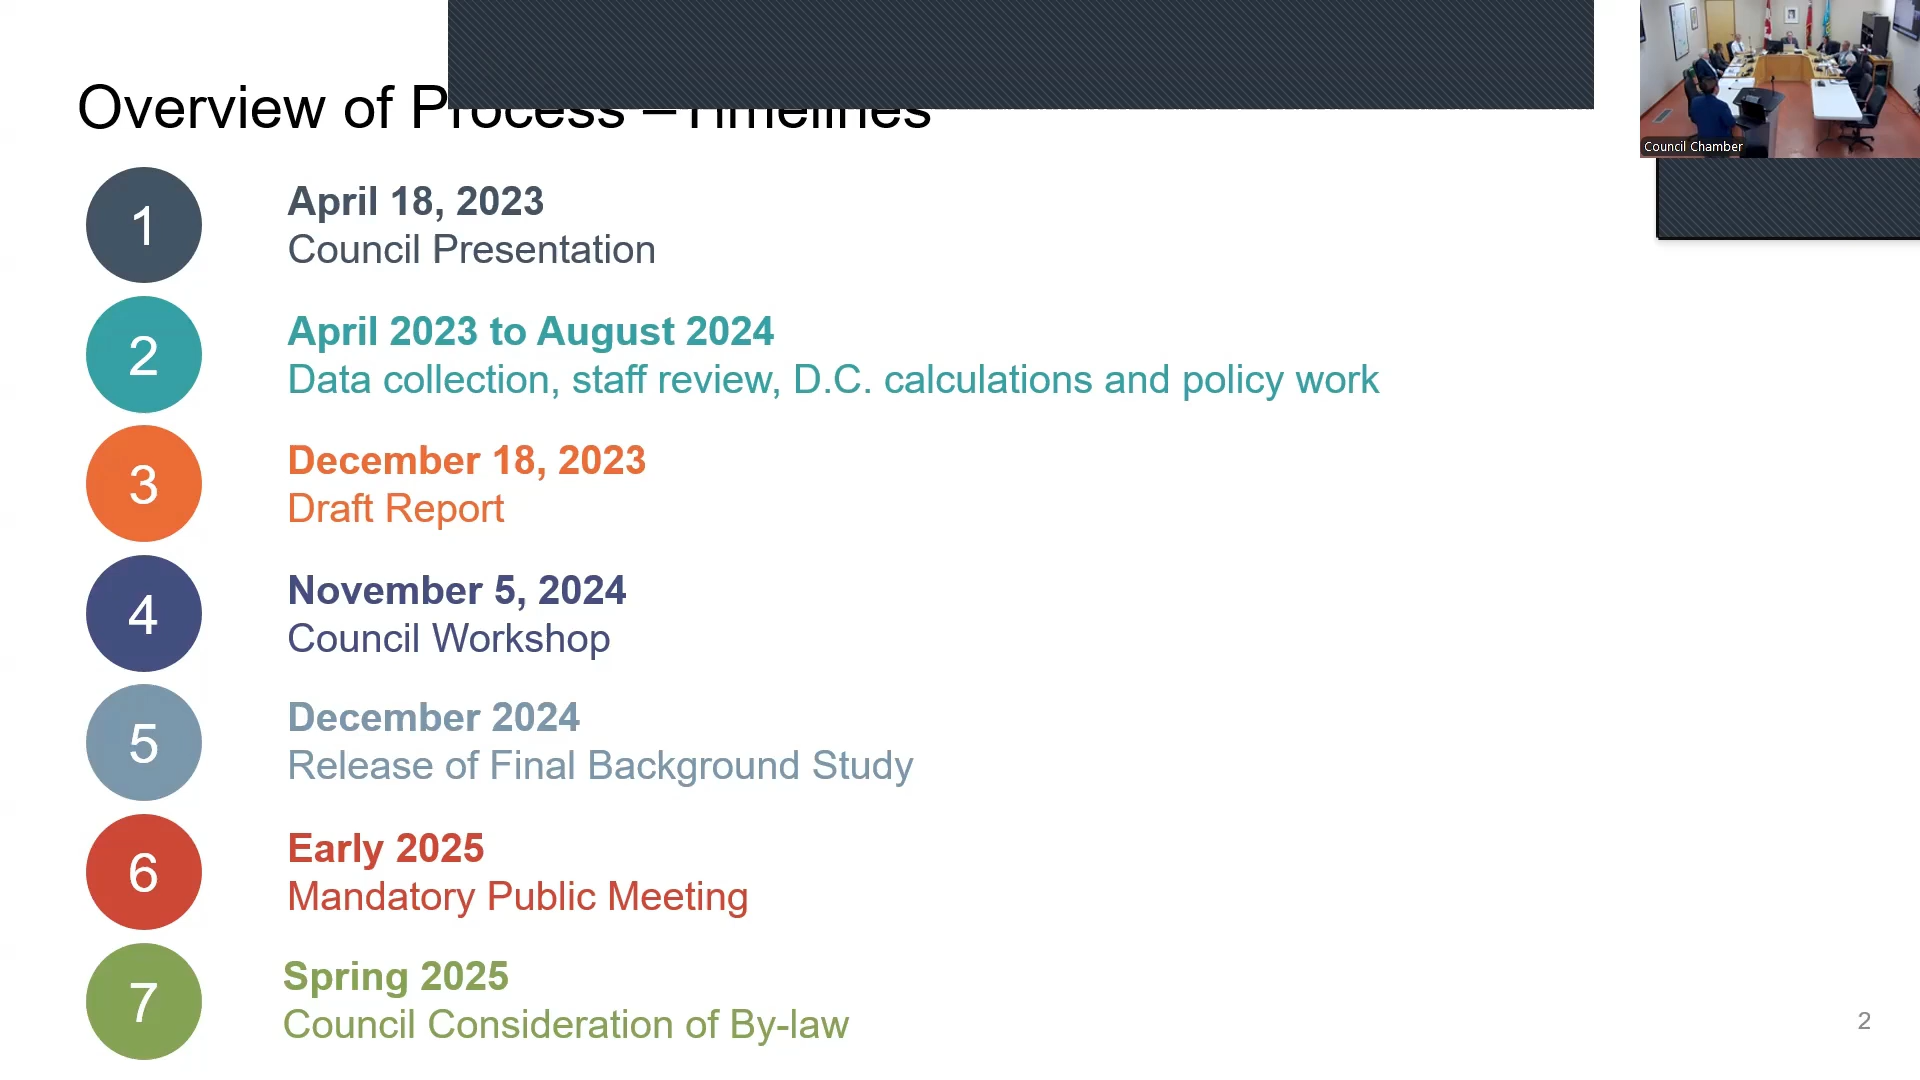 Overview of Process – Timelines
Council Chamber
1
April 18, 2023
Council Presentation
2
April 2023 to August 2024
Data collection, staff review, D.C. calculations and policy work
3
December 18, 2023
Draft Report
4
November 5, 2024
Council Workshop
5
December 2024
Release of Final Background Study
6
Early 2025
Mandatory Public Meeting
7
Spring 2025
Council Consideration of By-law
2